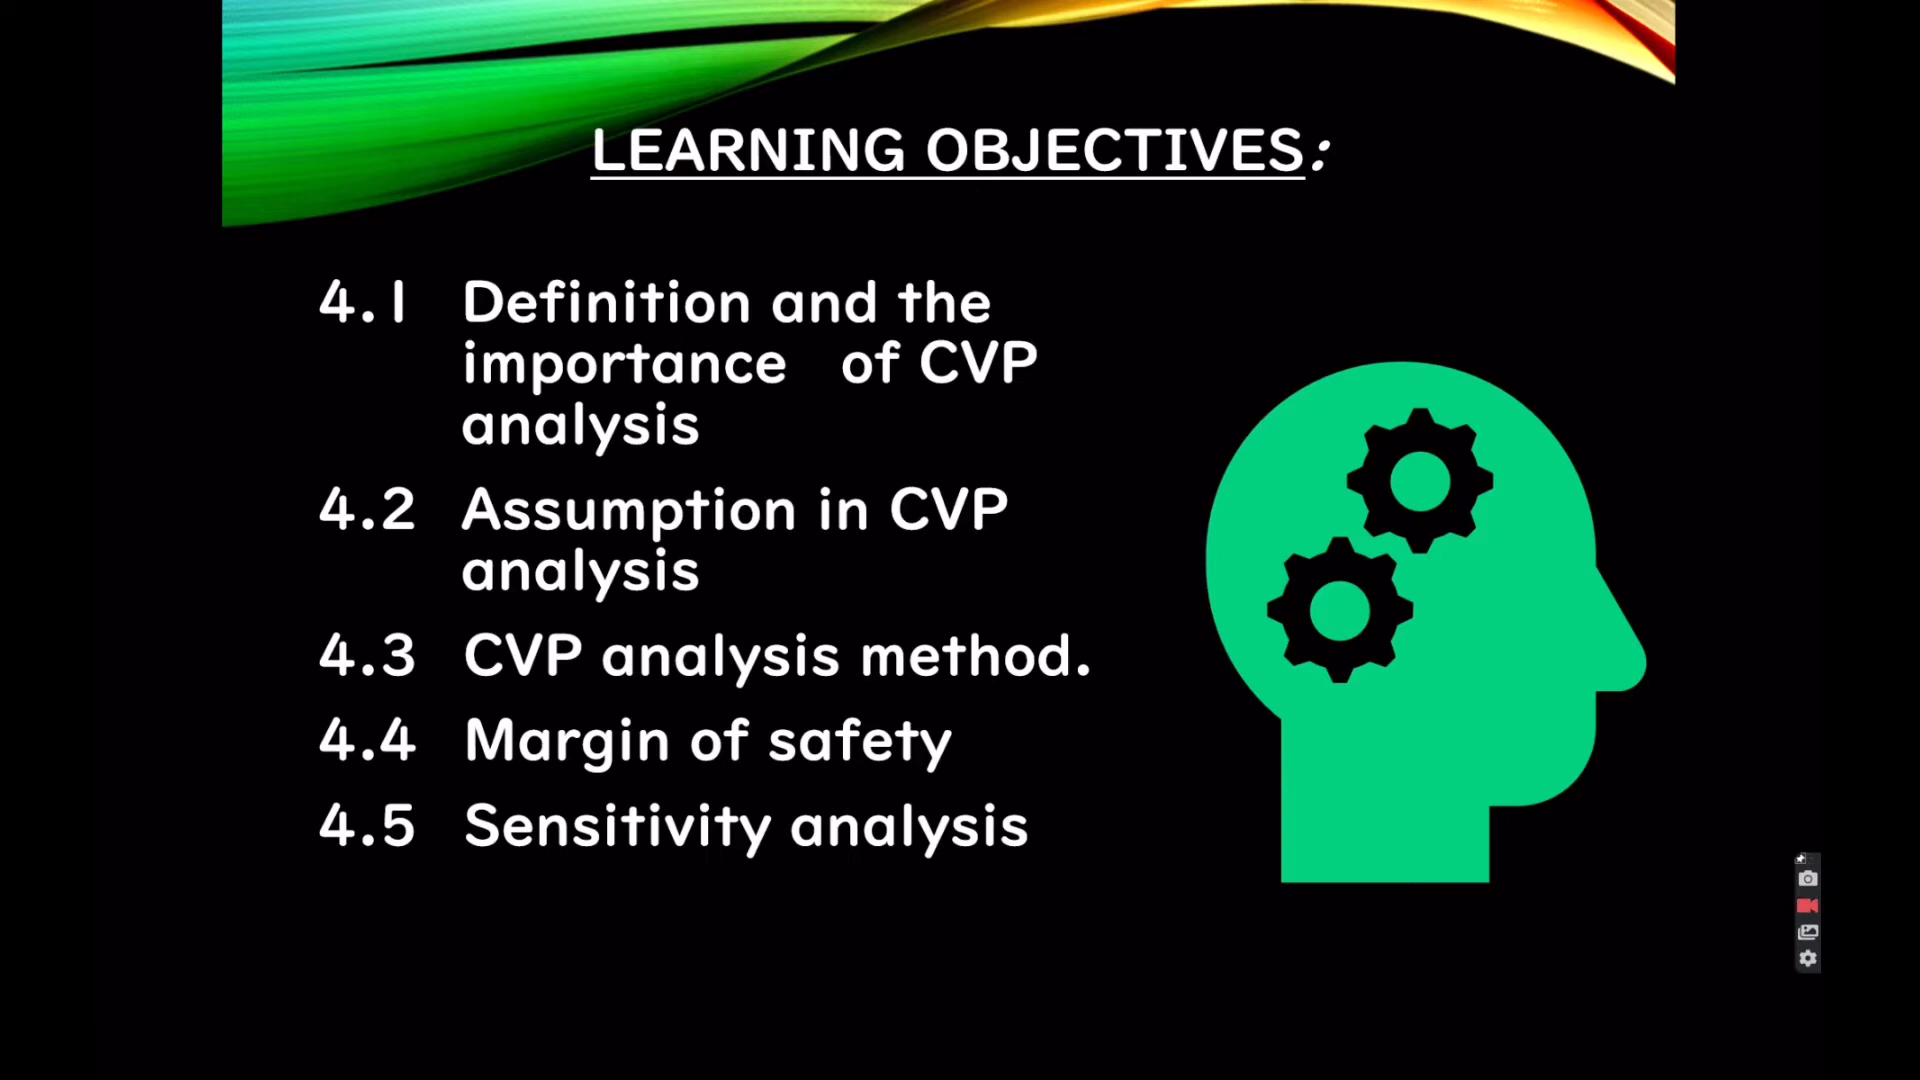 LEARNING OBJECTIVES:
4.1 Definition and the
importance of CVP
analysis
4.2 Assumption in CVP
analysis
4.3 CVP analysis method.
4.4 Margin of safety
4.5 Sensitivity analysis